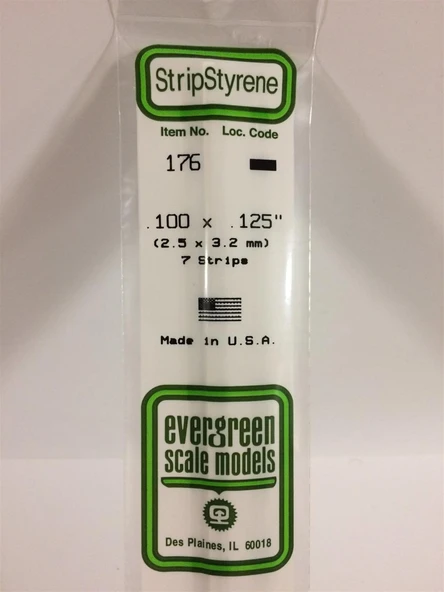 StripStyrene
Item No. Loc. Code
176
.100 x .125"
(2.5 x 3.2 mm)
7 Strips
Made in U.S.A.
evergreen
scale models
Des Plaines, IL 60018